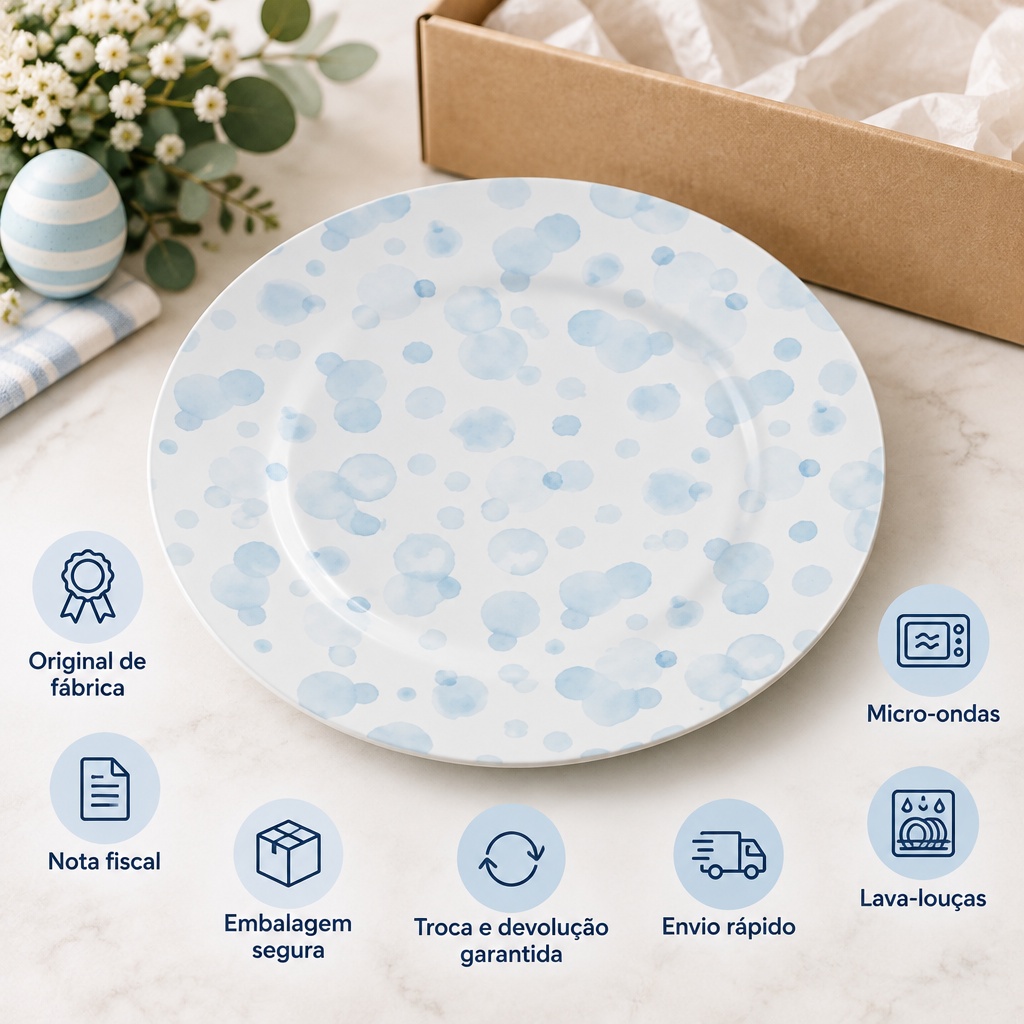 Original de
fábrica
Micro-ondas
Nota fiscal
Lava-louças
Embalagem
segura
Troca e devolução
garantida
Envio rápido